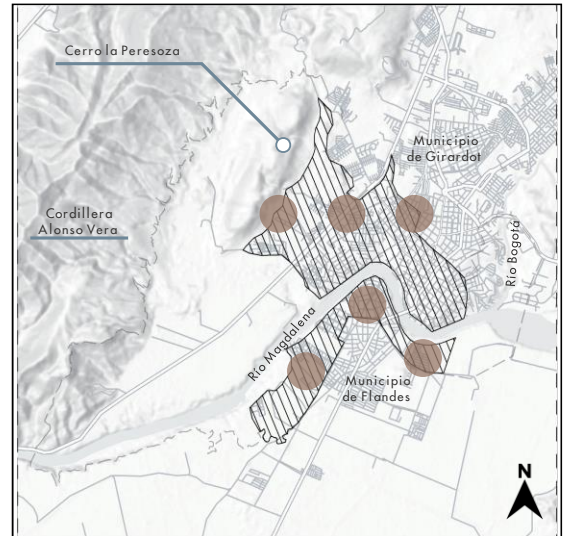 Cerro la Peresoza
Municipio
de Girardot
Cordillera
Alonso Vera
Río Bogotá
Río Magdalena
Municipio
de Flandes
N